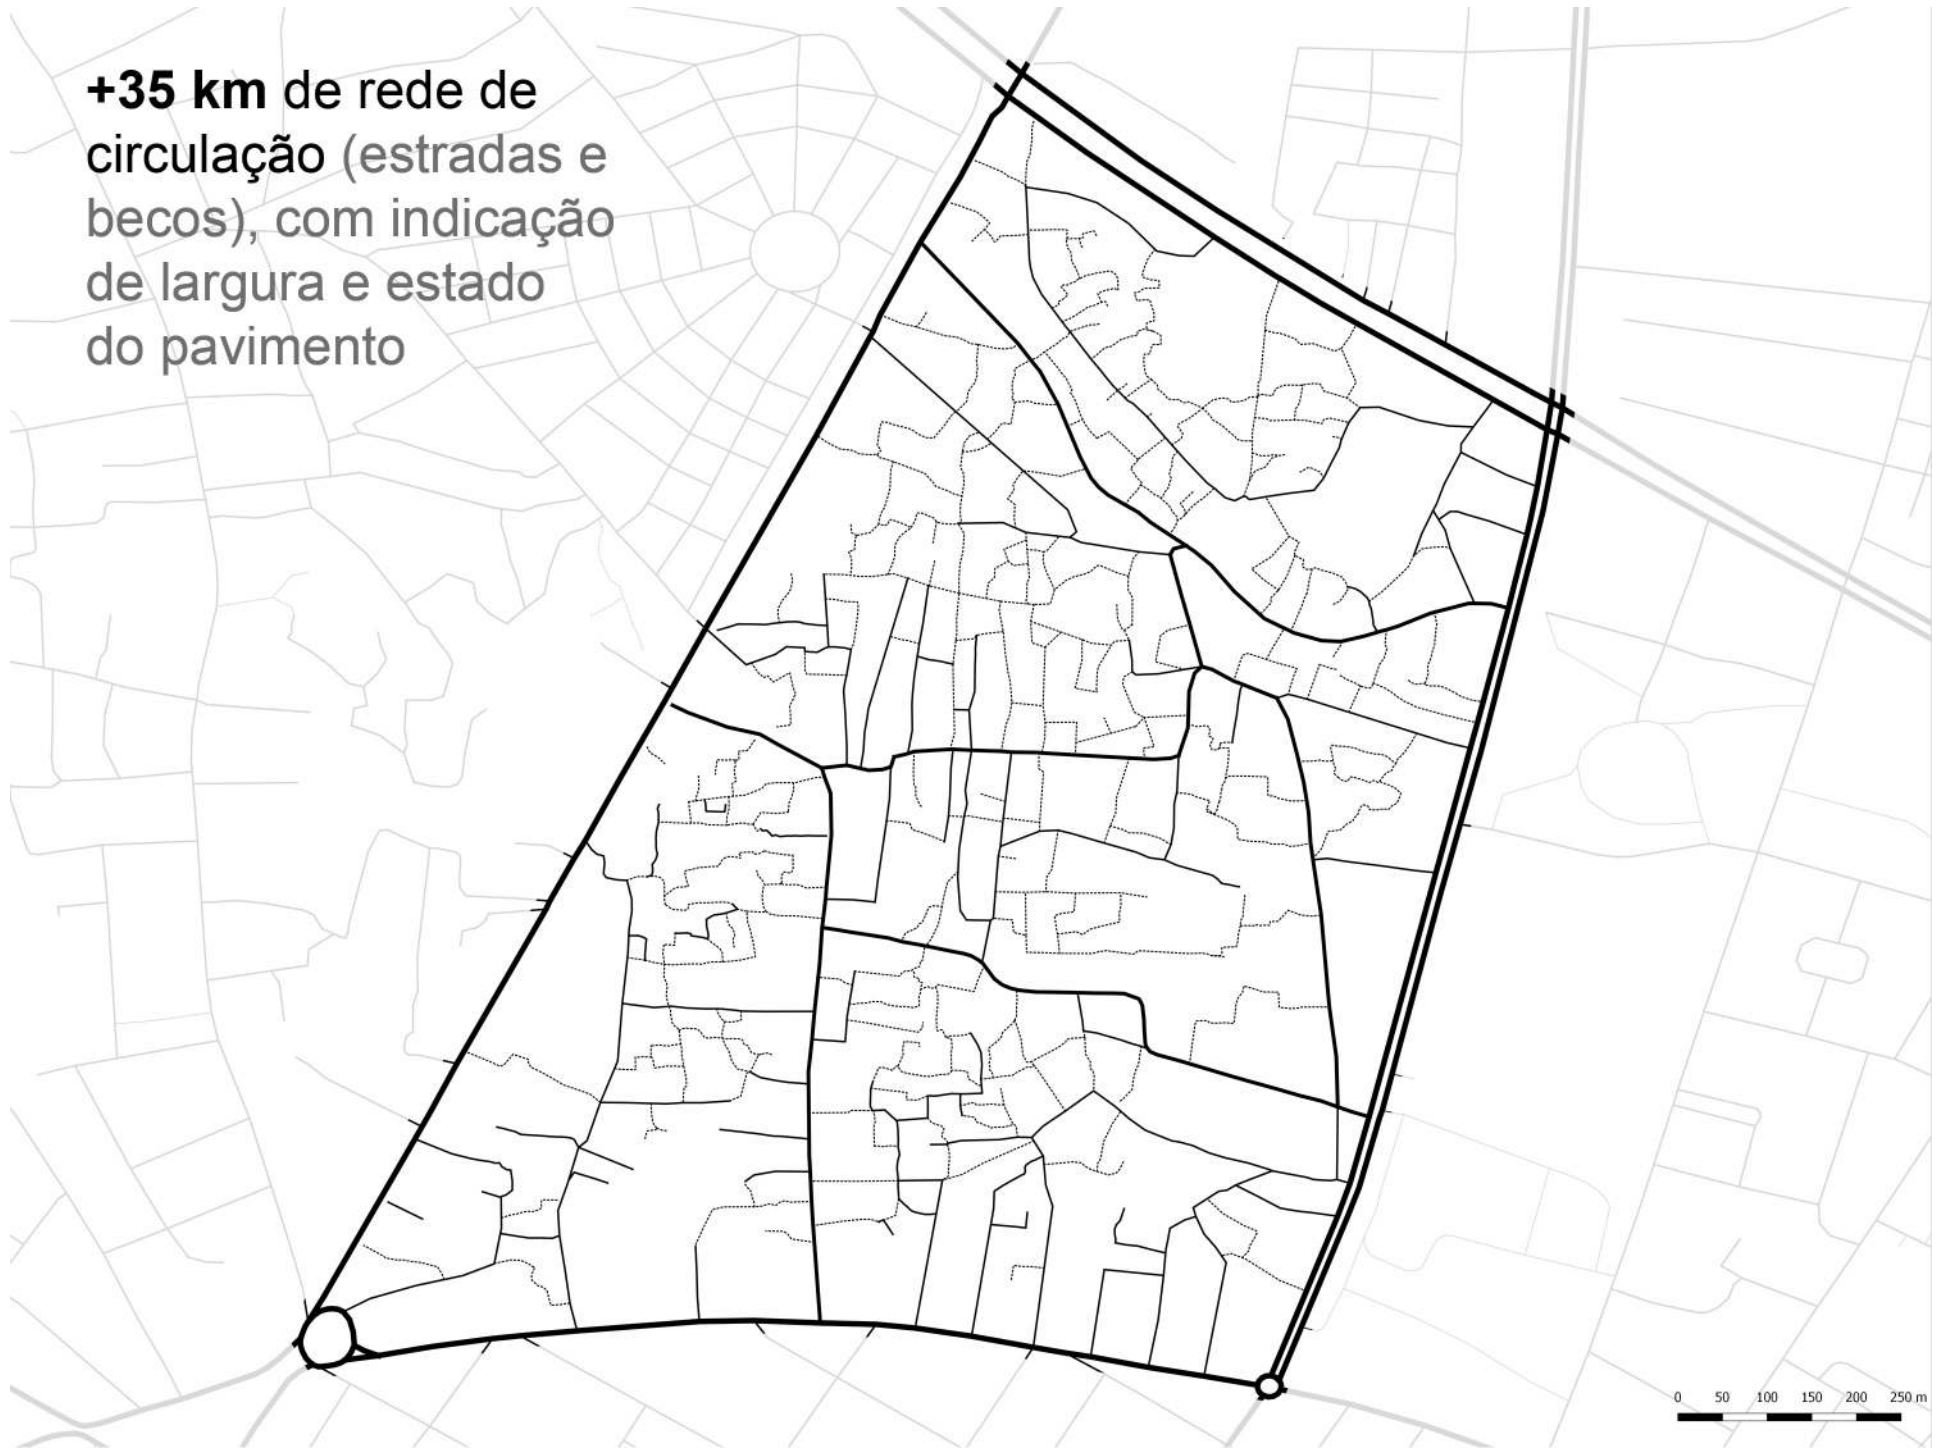 +35 km de rede de
circulação (estradas e
becos), com indicação
de largura e estado
do pavimento
0 50 100 150 200 250 m